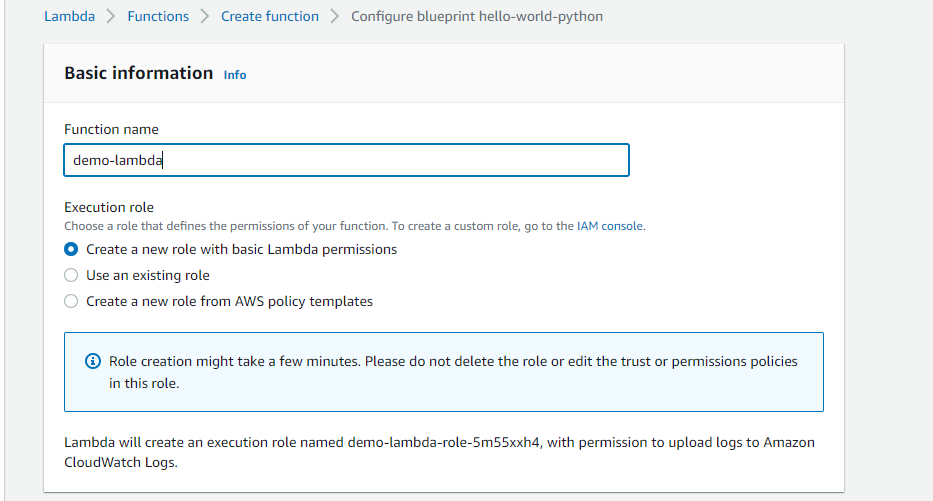 Lambda > Functions > Create function > Configure blueprint hello-world-python
Basic information Info
Function name
demo-lambda
Execution role
Choose a role that defines the permissions of your function. To create a custom role, go to the IAM console.
Create a new role with basic Lambda permissions
Use an existing role
Create a new role from AWS policy templates
Role creation might take a few minutes. Please do not delete the role or edit the trust or permissions policies
in this role.
Lambda will create an execution role named demo-lambda-role-5m55xxh4, with permission to upload logs to Amazon
CloudWatch Logs.